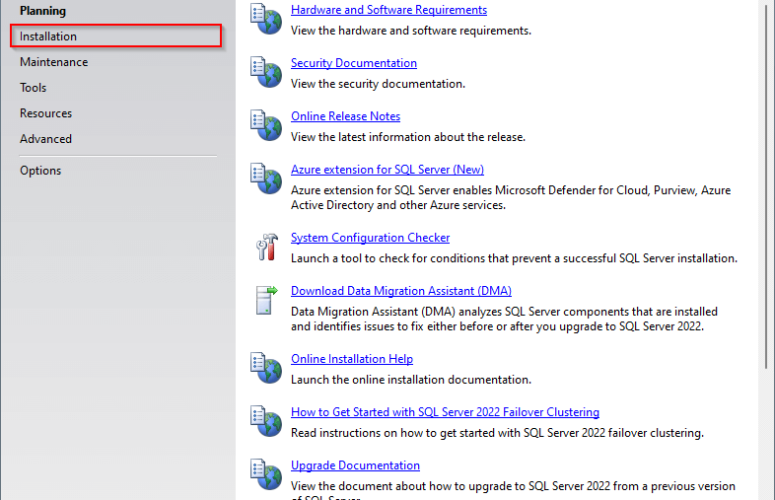 Planning
Installation
Maintenance
Tools
Resources
Advanced
Options
Hardware and Software Requirements
View the hardware and software requirements.
Security Documentation
View the security documentation.
Online Release Notes
View the latest information about the release.
Azure extension for SQL Server (New)
Azure extension for SQL Server enables Microsoft Defender for Cloud, Purview, Azure
Active Directory and other Azure services.
System Configuration Checker
Launch a tool to check for conditions that prevent a successful SQL Server installation.
Download Data Migration Assistant (DMA)
Data Migration Assistant (DMA) analyzes SQL Server components that are installed
and identifies issues to fix either before or after you upgrade to SQL Server 2022.
Online Installation Help
Launch the online installation documentation.
How to Get Started with SQL Server 2022 Failover Clustering
Read instructions on how to get started with SQL Server 2022 failover clustering.
Upgrade Documentation
View the document about how to upgrade to SQL Server 2022 from a previous version
of SQL Server.